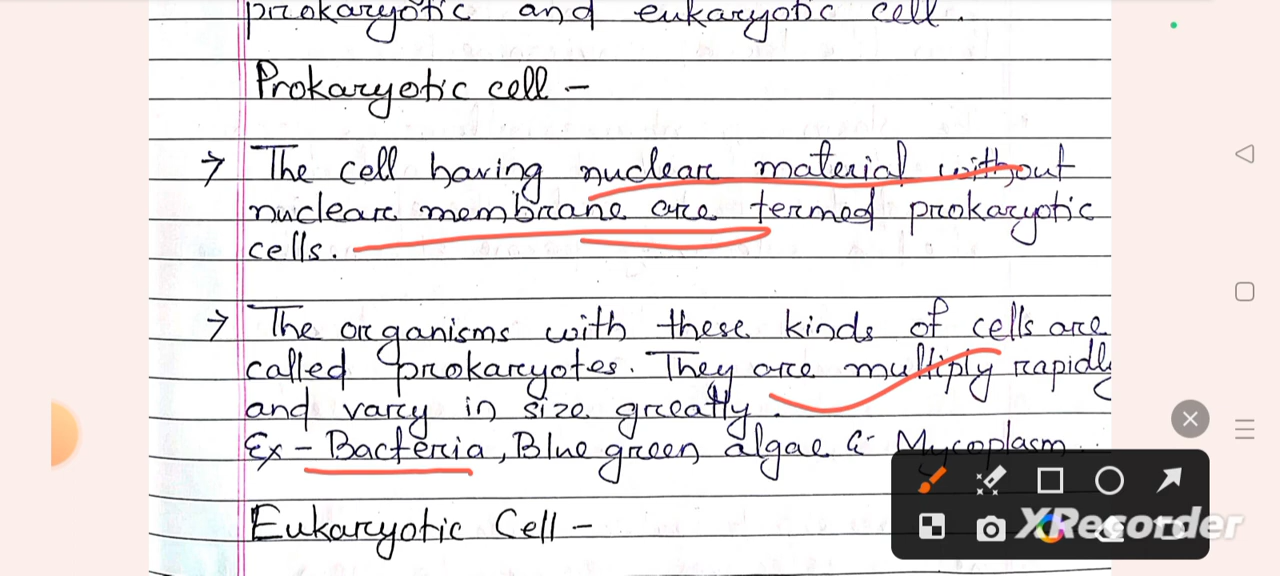 prokaryotic and eukaryotic cell.
Prokaryotic cell -
→ The cell having nuclear material without
nuclear membrane are termed prokaryotic
cells.
→ The organisms with these kinds of cells are
called prokaryotes. They are multiply rapidly
and vary in size greatly.
Ex - Bacteria, Blue green algae & Mycoplasm
XRecorder
Eukaryotic Cell -